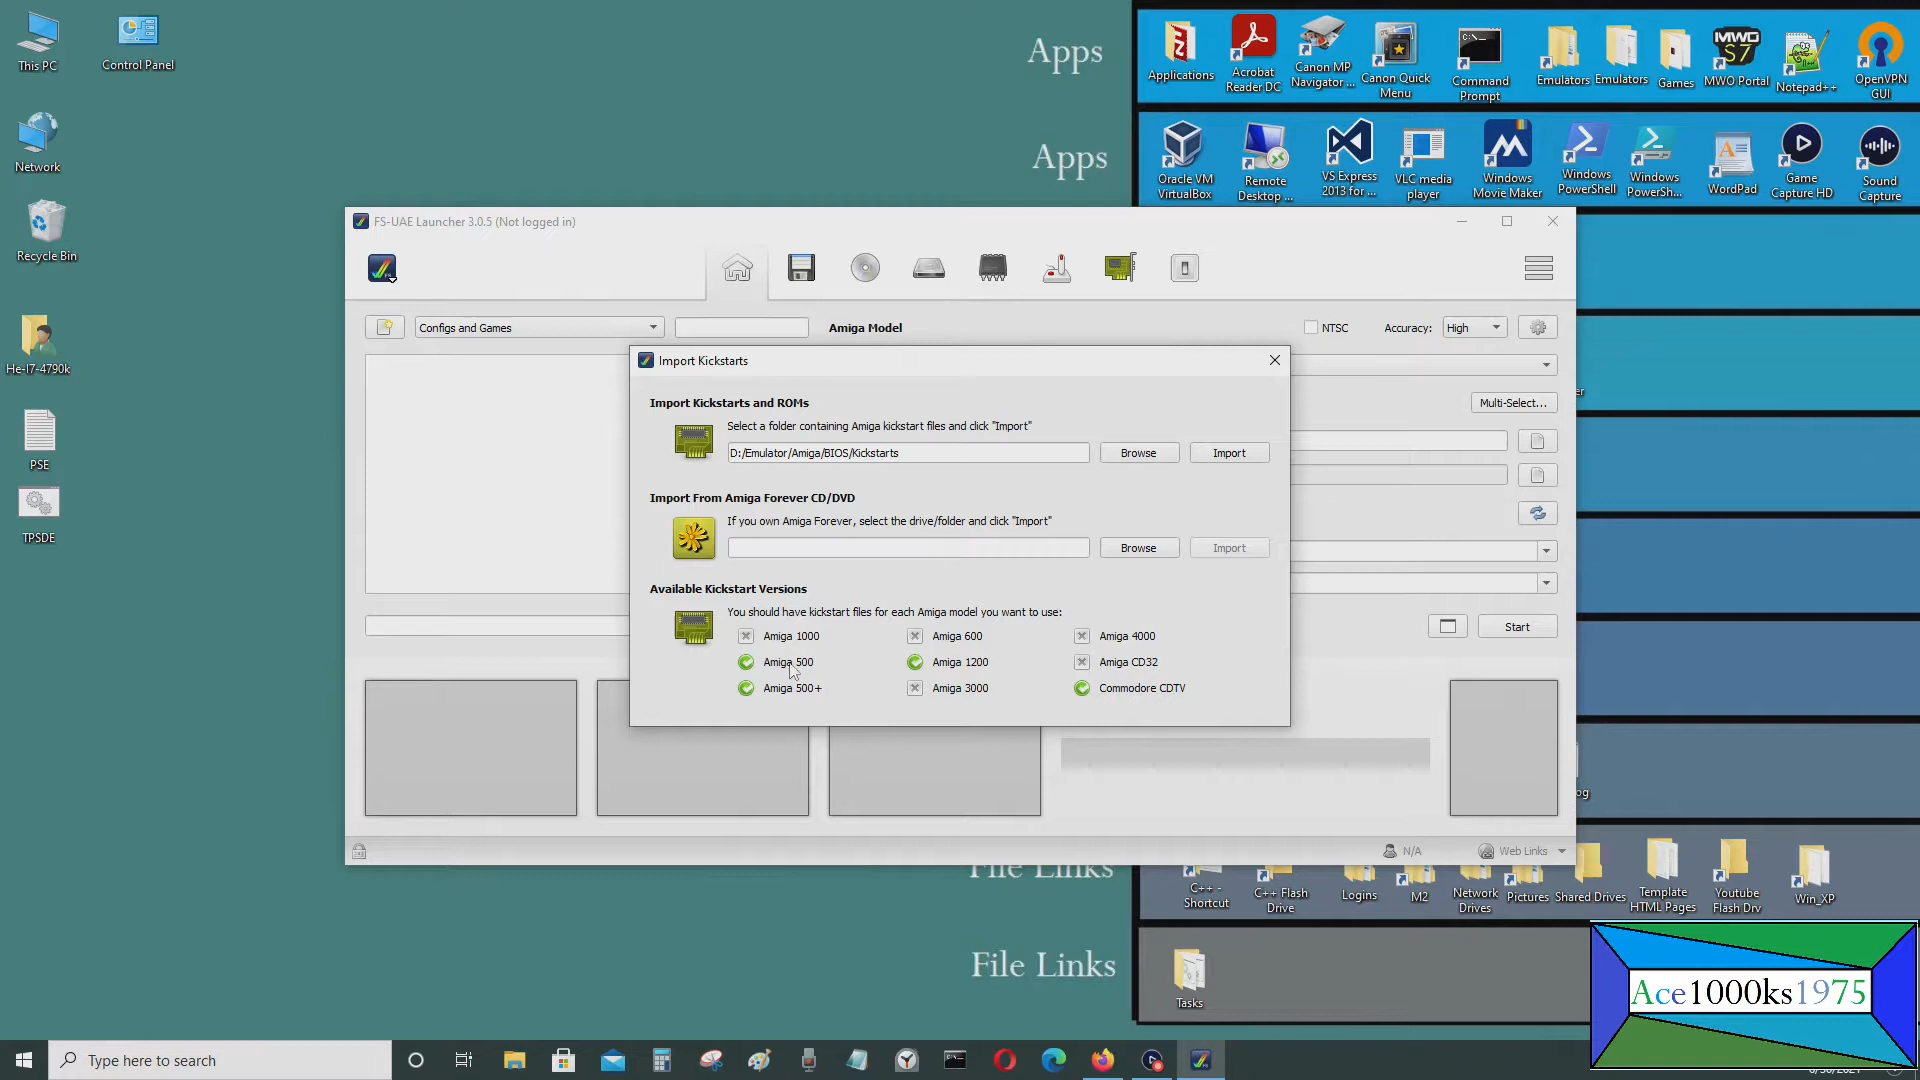 This PC
Control Panel
Network
Recycle Bin
He-I7-4790k
PSE
TPSDE
Apps
Apps
Applications
Acrobat
Reader DC
Canon MP
Navigator ...
Canon Quick
Menu
Command
Prompt
Emulators
Emulators
Games
MWO Portal
Notepad++
OpenVPN
GUI
Oracle VM
VirtualBox
Remote
Desktop ...
VS Express
2013 for ...
VLC media
player
Windows
Movie Maker
Windows
PowerShell
Windows
PowerSh...
WordPad
Game
Capture HD
Sound
Capture
FS-UAE Launcher 3.0.5 (Not logged in)
Configs and Games
Amiga Model
NTSC
Accuracy:
High
Multi-Select...
Start
N/A
Web Links
Import Kickstarts
Import Kickstarts and ROMs
Select a folder containing Amiga kickstart files and click "Import"
D:/Emulator/Amiga/BIOS/Kickstarts
Browse
Import
Import From Amiga Forever CD/DVD
If you own Amiga Forever, select the drive/folder and click "Import"
Browse
Import
Available Kickstart Versions
You should have kickstart files for each Amiga model you want to use:
Amiga 1000
Amiga 600
Amiga 4000
Amiga 500
Amiga 1200
Amiga CD32
Amiga 500+
Amiga 3000
Commodore CDTV
File Links
C++ -
Shortcut
C++ Flash
Drive
Logins
M2
Network
Drives
Pictures
Shared Drives
Template
HTML Pages
Youtube
Flash Drv
Win_XP
File Links
Tasks
Ace1000ks1975
Type here to search